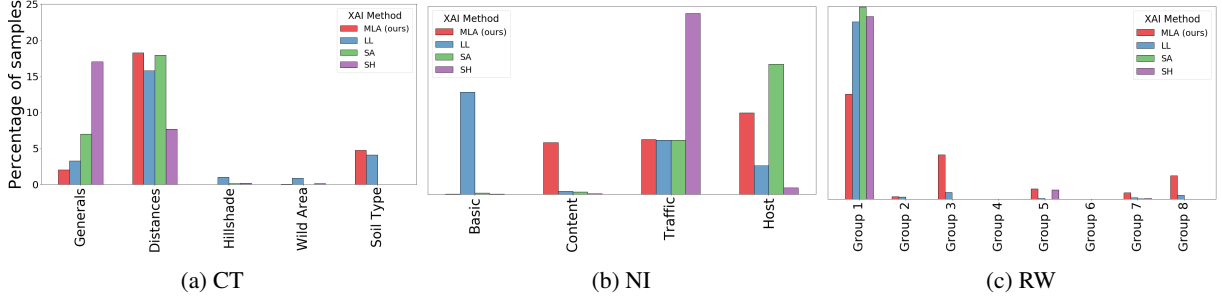 Percentage of samples
25
20
15
10
5
0
XAI Method
MLA (ours)
LL
SA
SH
Generals
Distances
Hillshade
Wild Area
Soil Type
(a) CT
XAI Method
MLA (ours)
LL
SA
SH
Basic
Content
Traffic
Host
(b) NI
XAI Method
MLA (ours)
LL
SA
SH
Group 1
Group 2
Group 3
Group 4
Group 5
Group 6
Group 7
Group 8
(c) RW